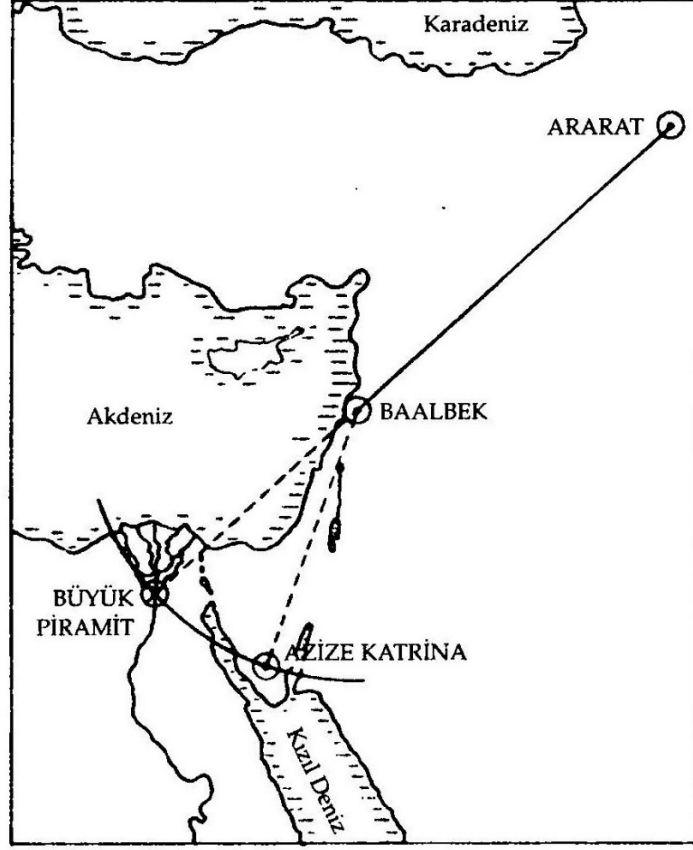 Karadeniz
ARARAT
Akdeniz
BAALBEK
BÜYÜK
PİRAMİT
AZİZE KATRİNA
Kızıl Deniz